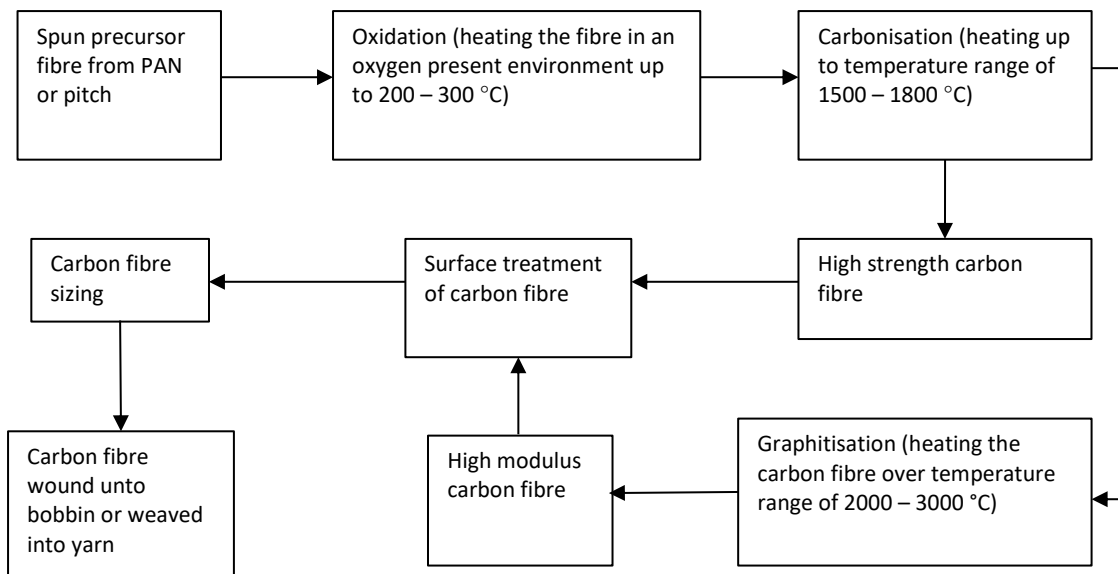 Spun precursor
fibre from PAN
or pitch
Oxidation (heating the fibre in an
oxygen present environment up
to 200 – 300 °C)
Carbonisation (heating up
to temperature range of
1500 – 1800 °C)
High strength carbon
fibre
Surface treatment
of carbon fibre
Carbon fibre
sizing
Graphitisation (heating the
carbon fibre over temperature
range of 2000 – 3000 °C)
High modulus
carbon fibre
Carbon fibre
wound unto
bobbin or weaved
into yarn